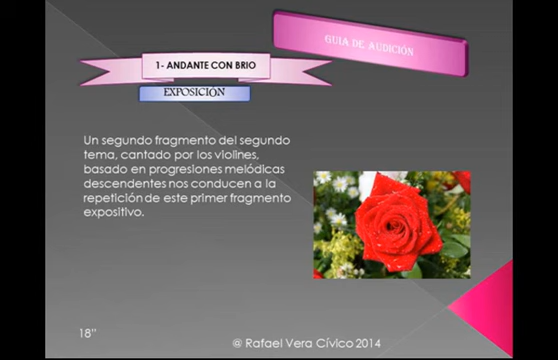 GUIA DE AUDICIÓN
1- ANDANTE CON BRIO
EXPOSICIÓN
Un segundo fragmento del segundo
tema, cantado por los violines,
basado en progresiones melódicas
descendentes nos conducen a la
repetición de este primer fragmento
expositivo.
18"
@ Rafael Vera Cívico 2014